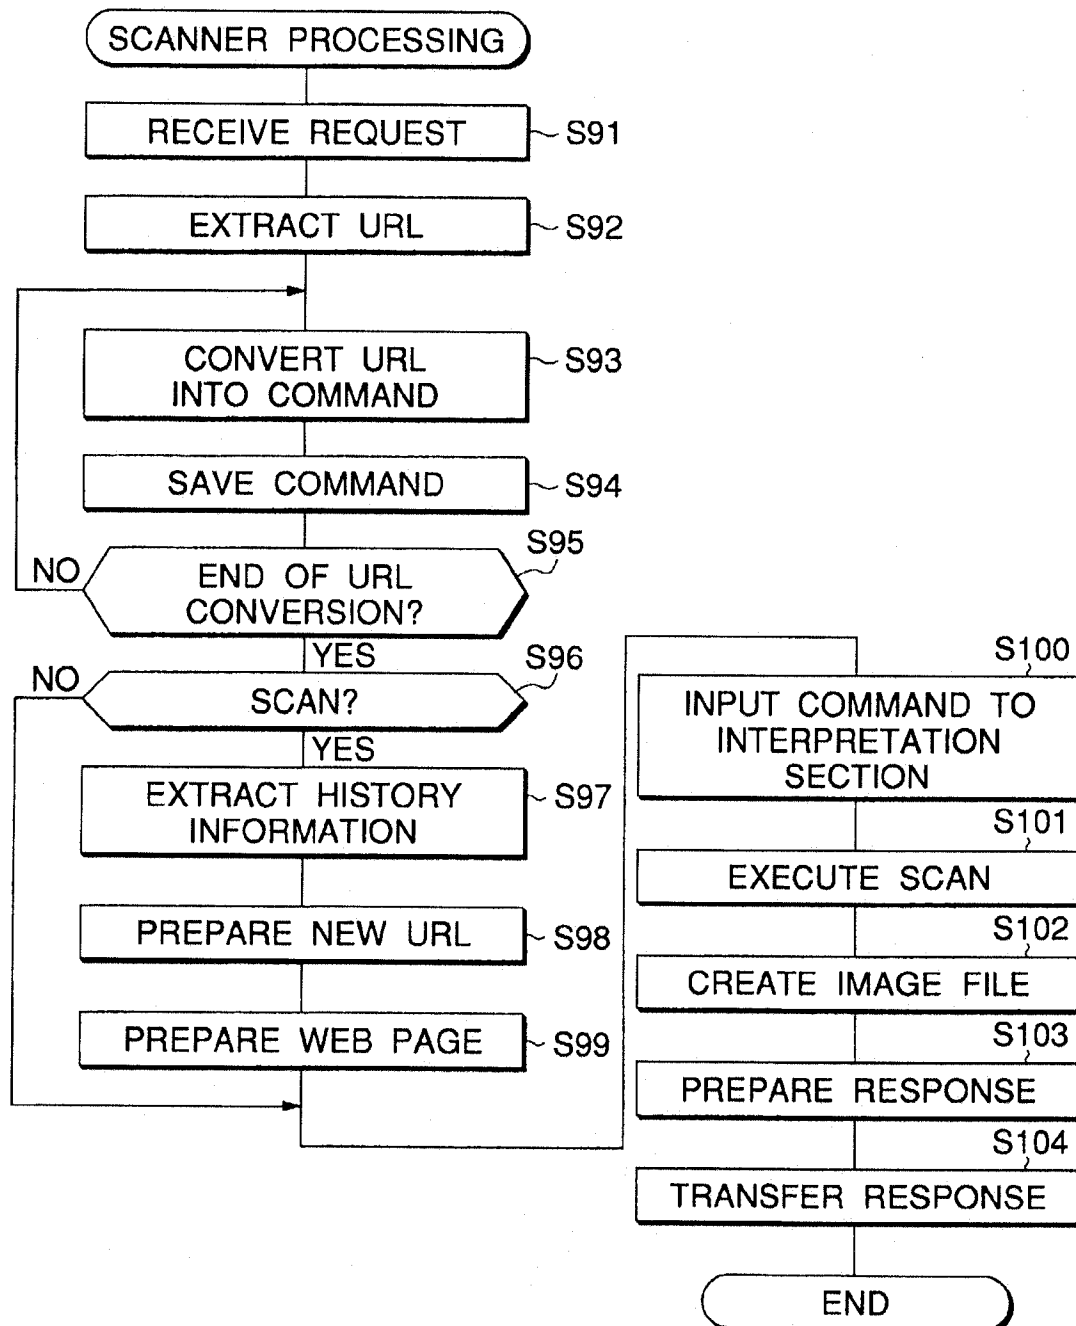 SCANNER PROCESSING
RECEIVE REQUEST
S91
EXTRACT URL
S92
CONVERT URL
INTO COMMAND
S93
SAVE COMMAND
S94
END OF URL
CONVERSION?
S95
NO
YES
SCAN?
S96
NO
YES
EXTRACT HISTORY
INFORMATION
S97
PREPARE NEW URL
S98
PREPARE WEB PAGE
S99
S100
INPUT COMMAND TO
INTERPRETATION
SECTION
S101
EXECUTE SCAN
S102
CREATE IMAGE FILE
S103
PREPARE RESPONSE
S104
TRANSFER RESPONSE
END